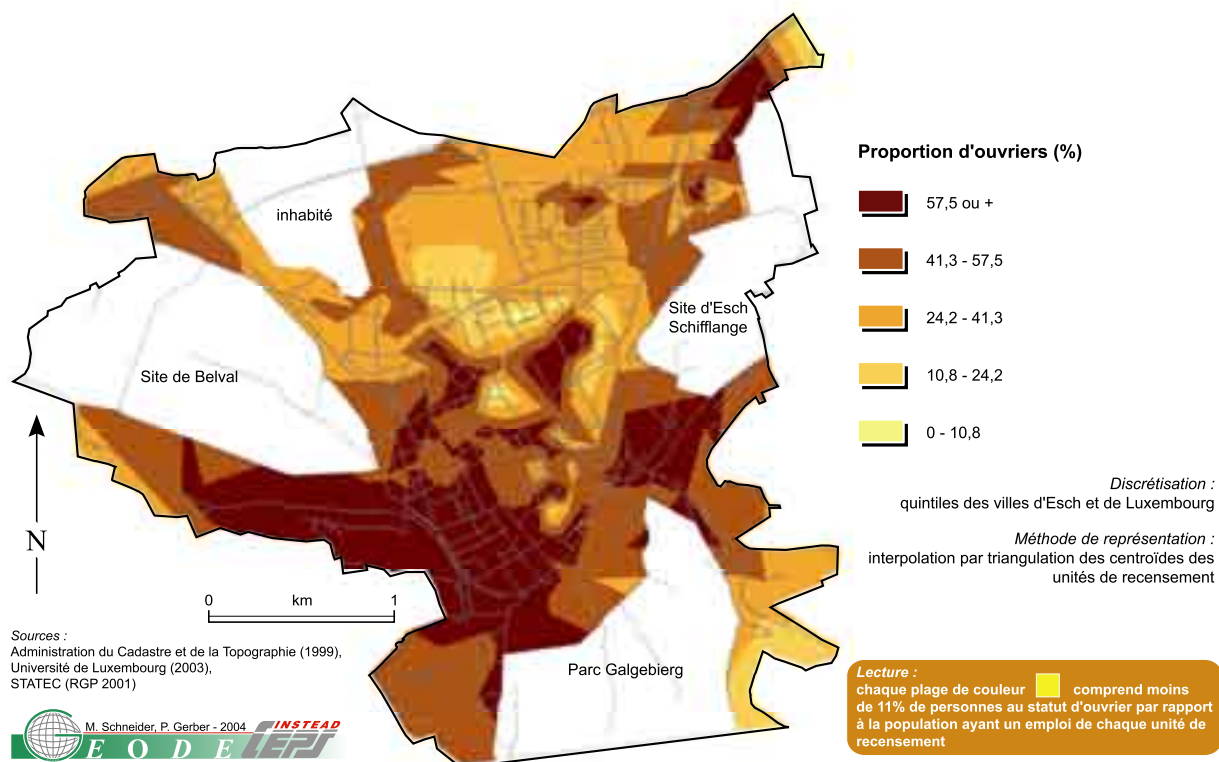 inhabité
Site d'Esch
Schifflange
Site de Belval
Parc Galgebierg
N
0 km 1
Proportion d'ouvriers (%)
57,5 ou +
41,3 - 57,5
24,2 - 41,3
10,8 - 24,2
0 - 10,8
Discrétisation :
quintiles des villes d'Esch et de Luxembourg
Méthode de représentation :
interpolation par triangulation des centroïdes des
unités de recensement
Sources :
Administration du Cadastre et de la Topographie (1999),
Université de Luxembourg (2003),
STATEC (RGP 2001)
M. Schneider, P. Gerber - 2004
GEODE
INSTEAD
CEPS
Lecture :
chaque plage de couleur comprend moins
de 11% de personnes au statut d'ouvrier par rapport
à la population ayant un emploi de chaque unité de
recensement